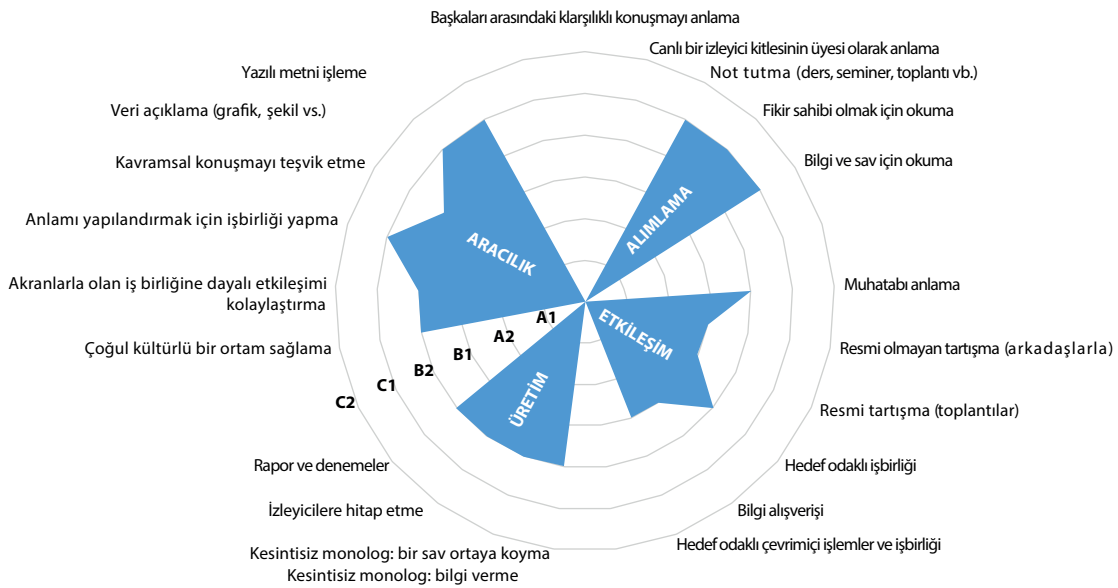 Başkaları arasındaki klarşılıklı konuşmayı anlama
Canlı bir izleyici kitlesinin üyesi olarak anlama
Not tutma (ders, seminer, toplantı vb.)
Fikir sahibi olmak için okuma
Bilgi ve sav için okuma
Muhatabı anlama
Resmi olmayan tartışma (arkadaşlarla)
Resmi tartışma (toplantılar)
Hedef odaklı işbirliği
Bilgi alışverişi
Hedef odaklı çevrimiçi işlemler ve işbirliği
Kesintisiz monolog: bilgi verme
Kesintisiz monolog: bir sav ortaya koyma
İzleyicilere hitap etme
Rapor ve denemeler
Çoğul kültürlü bir ortam sağlama
Akranlarla olan iş birliğine dayalı etkileşimi
kolaylaştırma
Anlamı yapılandırmak için işbirliği yapma
Kavramsal konuşmayı teşvik etme
Veri açıklama (grafik, şekil vs.)
Yazılı metni işleme
ALIMLAMA
ETKİLEŞİM
ÜRETİM
ARACILIK
A1
A2
B1
B2
C1
C2